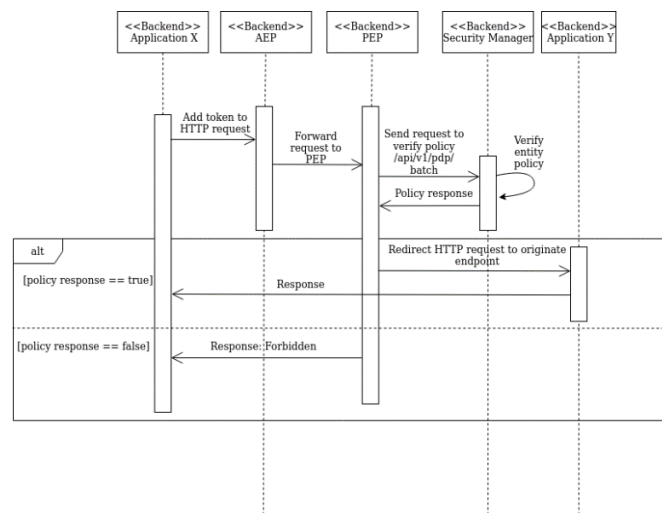 <<Backend>>
Application X
<<Backend>>
AEP
<<Backend>>
PEP
<<Backend>>
Security Manager
<<Backend>>
Application Y
Add token to
HTTP request
Forward
request to
PEP
Send request to
verify policy
/api/v1/pdp/
batch
Verify
entity
policy
Policy response
alt
Redirect HTTP request to originate
endpoint
[policy response == true]
Response
[policy response == false]
Response: Forbidden